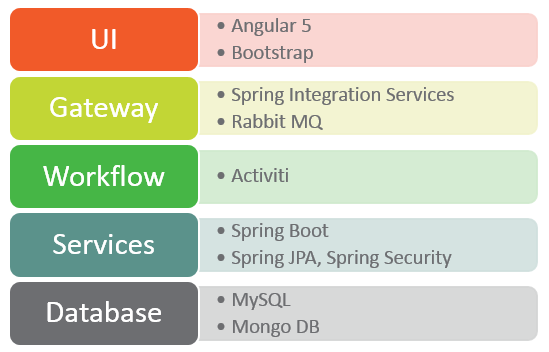 UI
• Angular 5
• Bootstrap
Gateway
• Spring Integration Services
• Rabbit MQ
Workflow
• Activiti
Services
• Spring Boot
• Spring JPA, Spring Security
Database
• MySQL
• Mongo DB